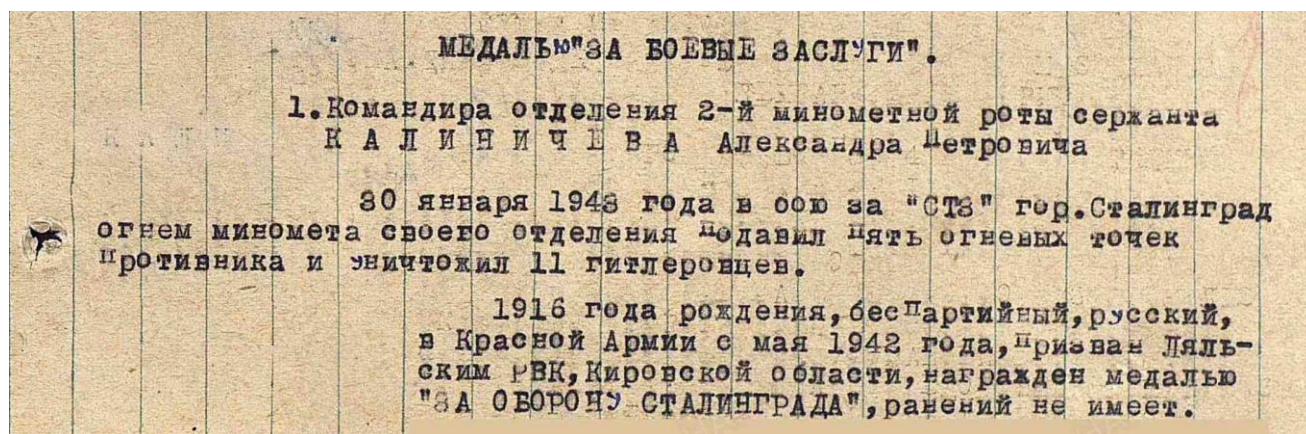 МЕДАЛЬЮ"ЗА БОЕВЫЕ ЗАСЛУГИ".
1.Командира отделения 2-й минометной роты сержанта
К А Л И Н И Ч Е В А Александра Петровича
30 января 1943 года в бою за "СТЗ" гор.Сталинград
огнем миномета своего отделения подавил пять огневых точек
противника и уничтожил 11 гитлеровцев.
1916 года рождения,беспартийный,русский,
в Красной Армии с мая 1942 года,призван Ляль-
ским РВК,Кировской области,награжден медалью
"ЗА ОБОРОНУ СТАЛИНГРАДА",ранений не имеет.